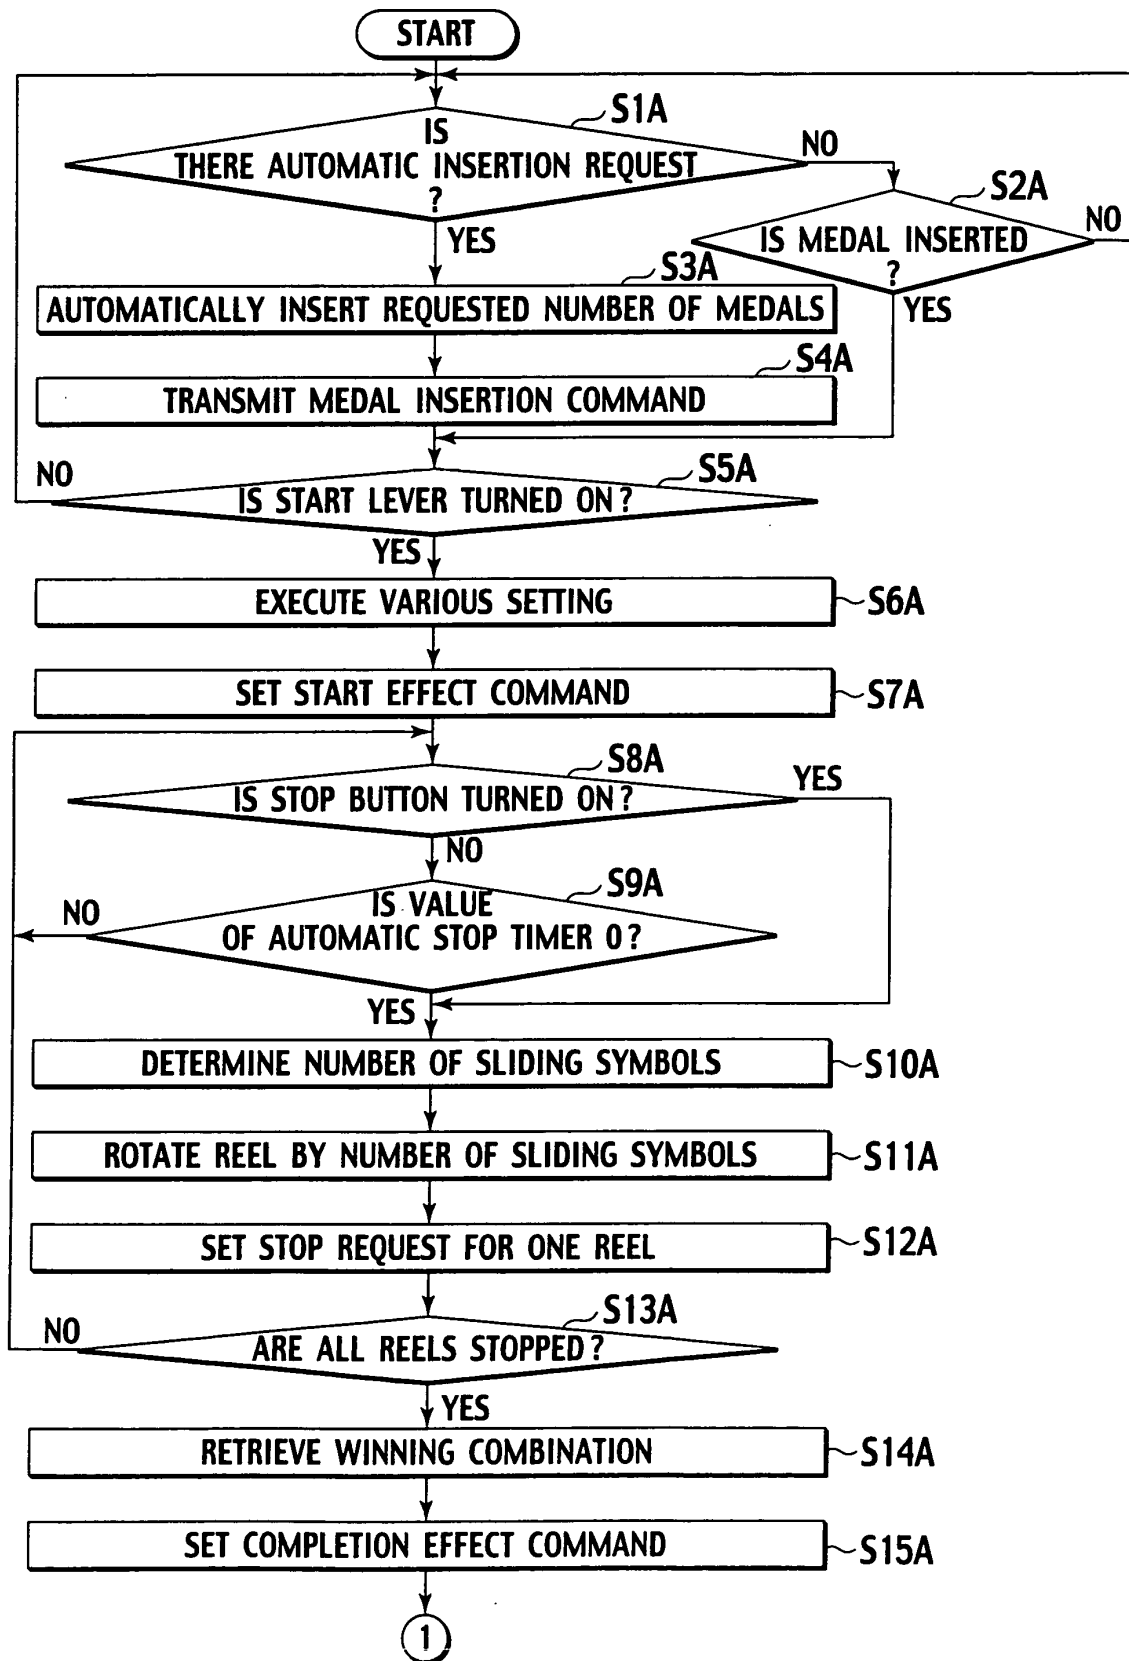 START
S1A
IS
THERE AUTOMATIC INSERTION REQUEST
?
NO
S2A
IS MEDAL INSERTED
?
NO
YES
YES
S3A
AUTOMATICALLY INSERT REQUESTED NUMBER OF MEDALS
S4A
TRANSMIT MEDAL INSERTION COMMAND
NO
S5A
IS START LEVER TURNED ON?
YES
EXECUTE VARIOUS SETTING
S6A
SET START EFFECT COMMAND
S7A
S8A
IS STOP BUTTON TURNED ON?
YES
NO
S9A
IS VALUE
OF AUTOMATIC STOP TIMER 0?
NO
YES
DETERMINE NUMBER OF SLIDING SYMBOLS
S10A
ROTATE REEL BY NUMBER OF SLIDING SYMBOLS
S11A
SET STOP REQUEST FOR ONE REEL
S12A
S13A
ARE ALL REELS STOPPED?
NO
YES
RETRIEVE WINNING COMBINATION
S14A
SET COMPLETION EFFECT COMMAND
S15A
1